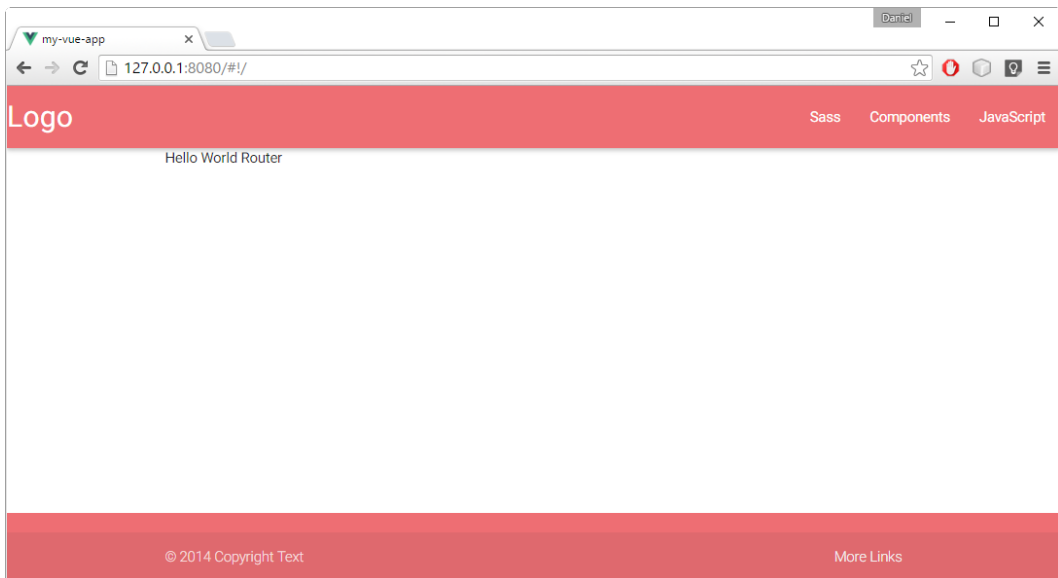 Daniel
my-vue-app
127.0.0.1:8080/#!/
Logo Sass Components JavaScript
Hello World Router
© 2014 Copyright Text More Links